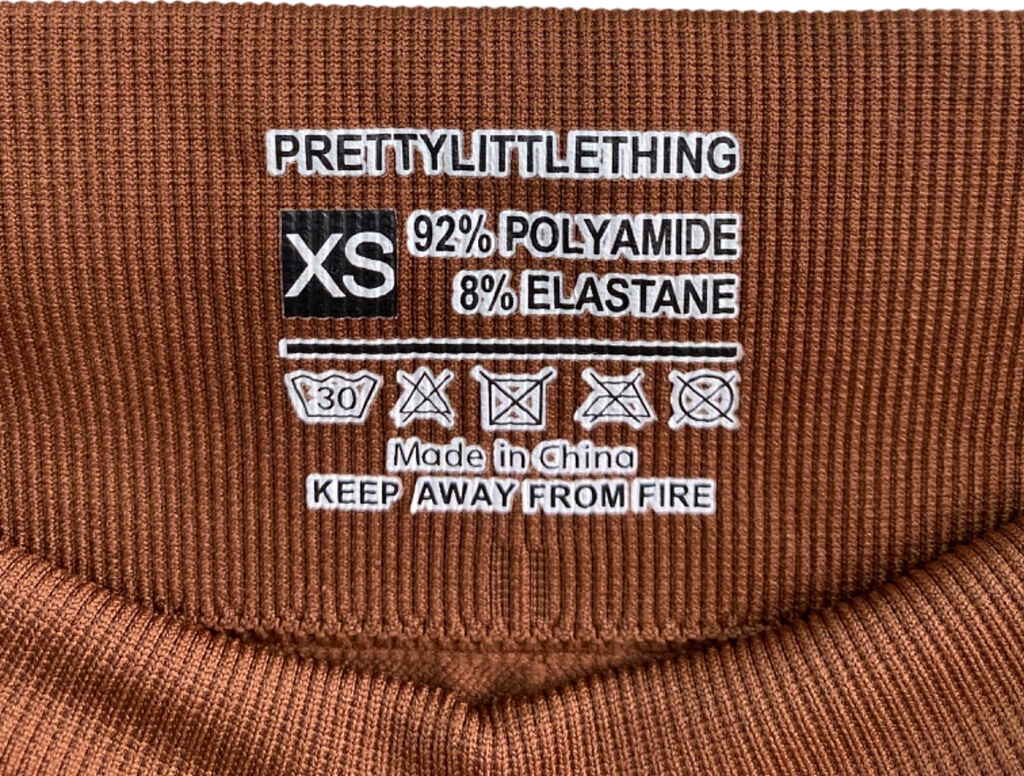 PRETTYLITTLETHING
XS
92% POLYAMIDE
8% ELASTANE
30
Made in China
KEEP AWAY FROM FIRE